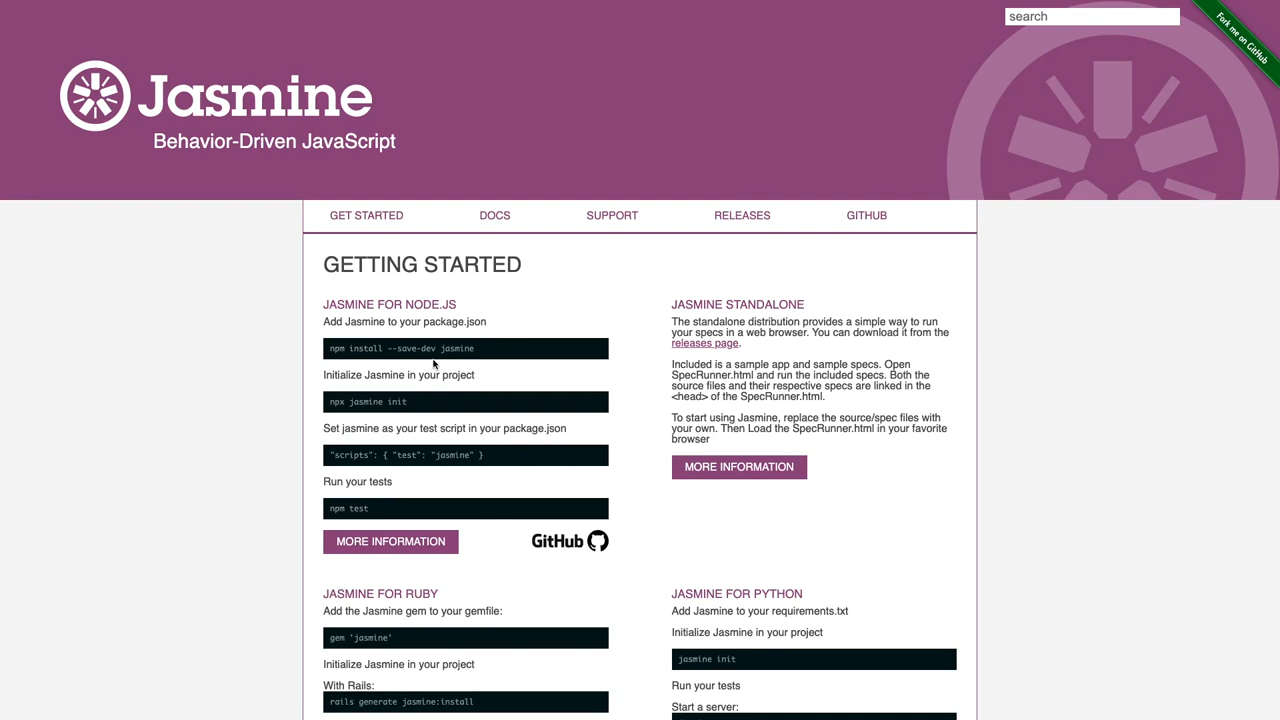 search
Fork me on GitHub
Jasmine
Behavior-Driven JavaScript
GET STARTED
DOCS
SUPPORT
RELEASES
GITHUB
GETTING STARTED
JASMINE FOR NODE.JS
Add Jasmine to your package.json
npm install --save-dev jasmine
Initialize Jasmine in your project
npx jasmine init
Set jasmine as your test script in your package.json
"scripts": { "test": "jasmine" }
Run your tests
npm test
MORE INFORMATION
GitHub
JASMINE STANDALONE
The standalone distribution provides a simple way to run
your specs in a web browser. You can download it from the
releases page.
Included is a sample app and sample specs. Open
SpecRunner.html and run the included specs. Both the
source files and their respective specs are linked in the
<head> of the SpecRunner.html.
To start using Jasmine, replace the source/spec files with
your own. Then Load the SpecRunner.html in your favorite
browser
MORE INFORMATION
JASMINE FOR RUBY
Add the Jasmine gem to your gemfile:
gem 'jasmine'
Initialize Jasmine in your project
With Rails:
rails generate jasmine:install
JASMINE FOR PYTHON
Add Jasmine to your requirements.txt
Initialize Jasmine in your project
jasmine init
Run your tests
Start a server: